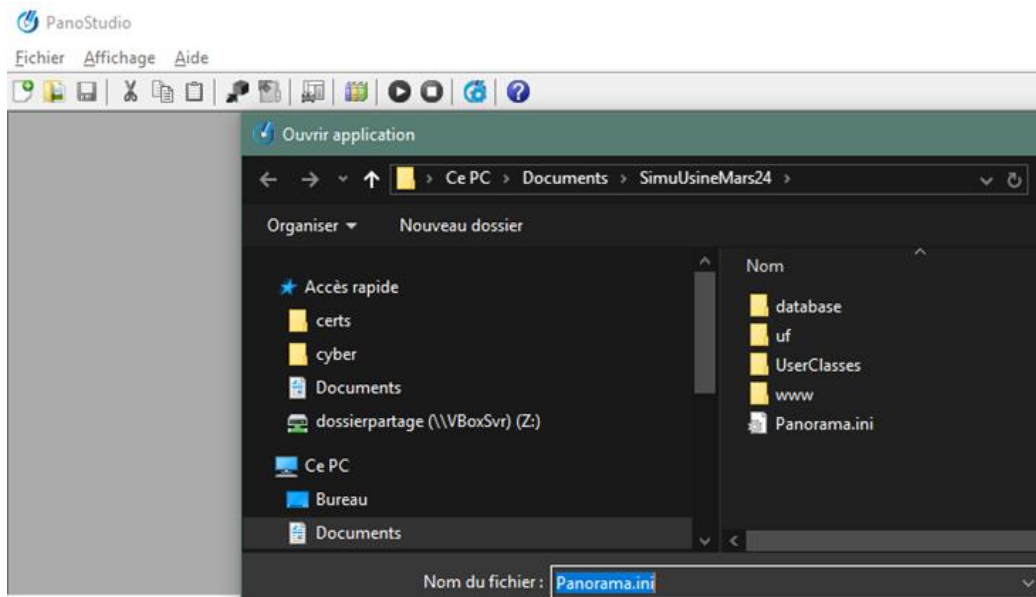 PanoStudio
Fichier Affichage Aide
Ouvrir application
Ce PC > Documents > SimuUsineMars24 >
Organiser Nouveau dossier
Nom
Accès rapide
database
certs
uf
cyber
UserClasses
Documents
www
dossierpartage (\\VBoxSvr) (Z:)
Panorama.ini
Ce PC
Bureau
Documents
Nom du fichier : Panorama.ini